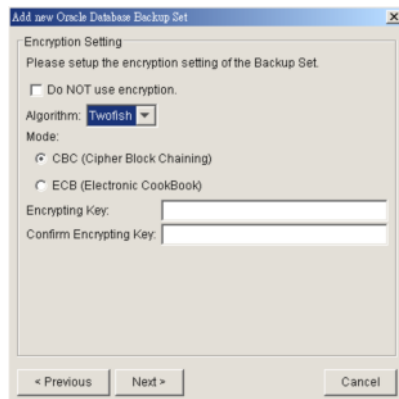 Add new Oracle Database Backup Set
Encryption Setting
Please setup the encryption setting of the Backup Set.
Do NOT use encryption.
Algorithm: Twofish
Mode:
CBC (Cipher Block Chaining)
ECB (Electronic CookBook)
Encrypting Key:
Confirm Encrypting Key:
< Previous Next > Cancel